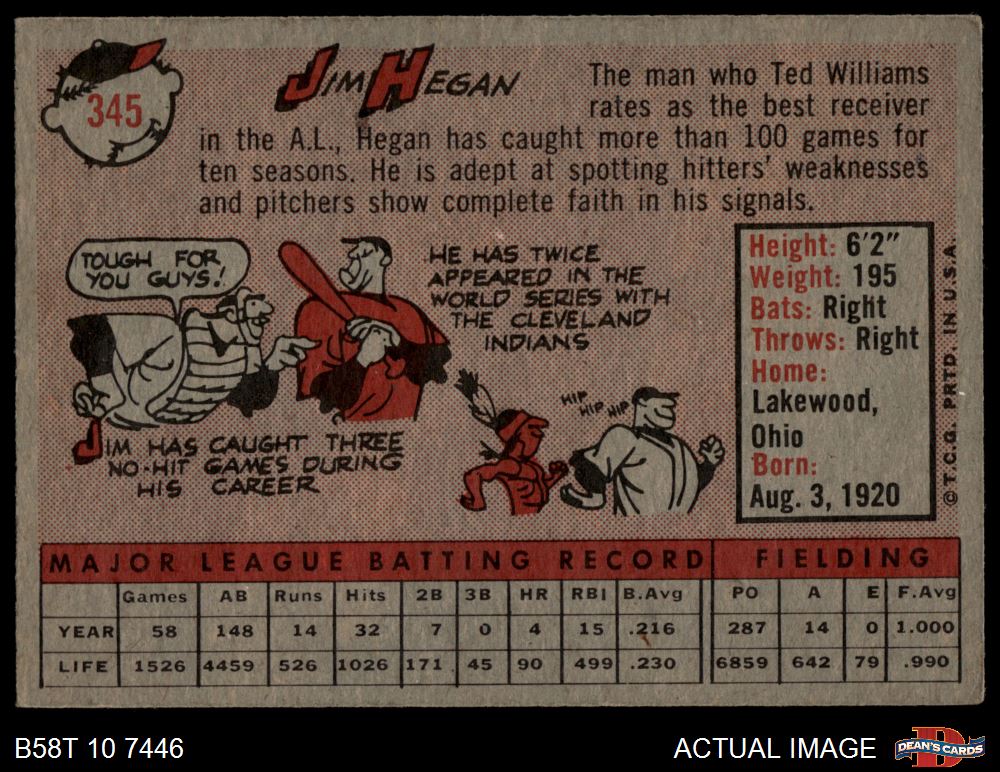 345
JIM HEGAN
The man who Ted Williams
rates as the best receiver
in the A.L., Hegan has caught more than 100 games for
ten seasons. He is adept at spotting hitters' weaknesses
and pitchers show complete faith in his signals.
TOUGH FOR
YOU GUYS!
JIM HAS CAUGHT THREE
NO-HIT GAMES DURING
HIS CAREER
HE HAS TWICE
APPEARED IN THE
WORLD SERIES WITH
THE CLEVELAND
INDIANS
HIP HIP HIP
Height: 6'2"
Weight: 195
Bats: Right
Throws: Right
Home:
Lakewood,
Ohio
Born:
Aug. 3, 1920
©T.C.G. PRTD. IN U.S.A.
MAJOR LEAGUE BATTING RECORD FIELDING
Games AB Runs Hits 2B 3B HR RBI B.Avg PO A E F.Avg
YEAR 58 148 14 32 7 0 4 15 .216 287 14 0 1.000
LIFE 1526 4459 526 1026 171 45 90 499 .230 6859 642 79 .990
B58T 10 7446
ACTUAL IMAGE
D
DEAN'S CARDS